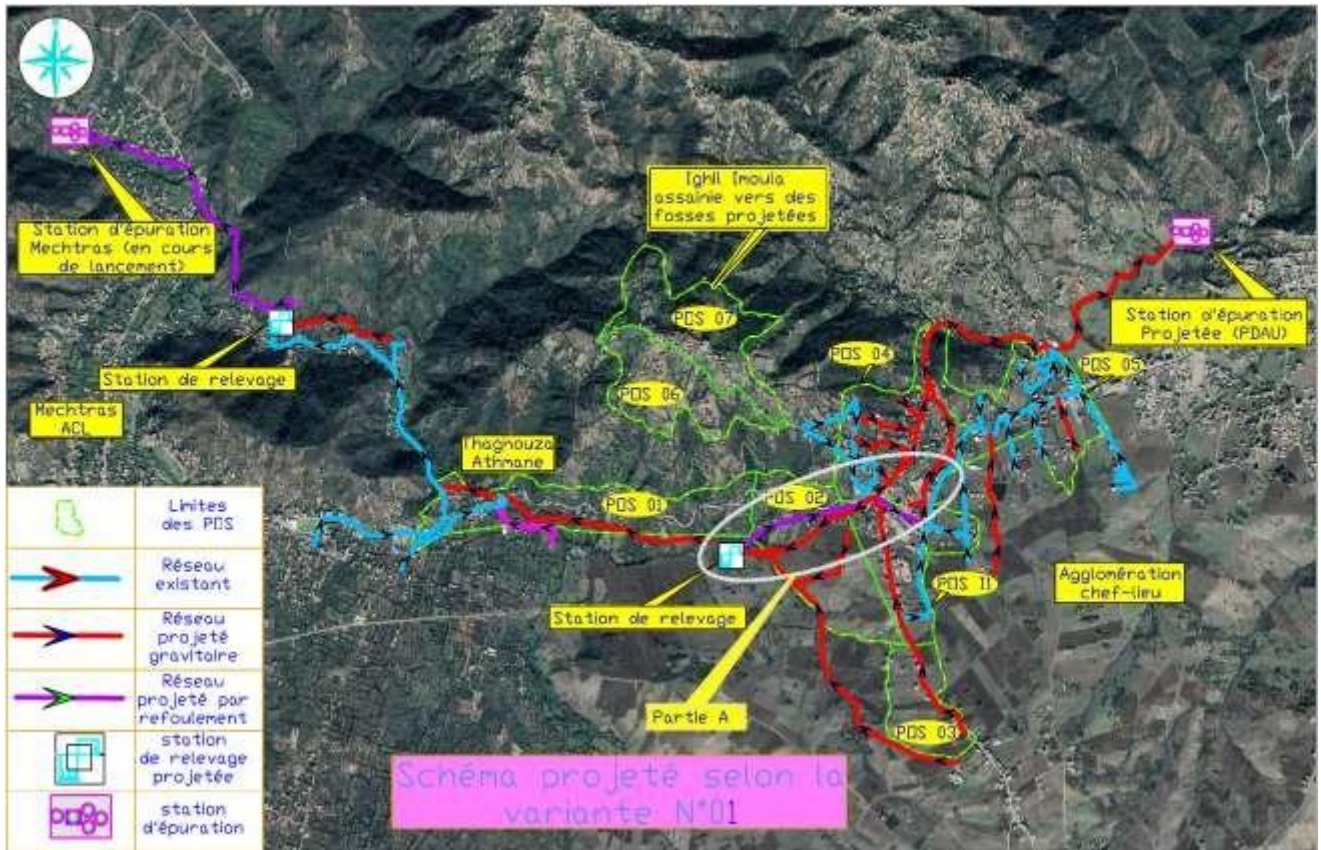 Ighil Imoula
assainie vers des
fosses projetées
Station d'épuration
Mechtras (en cours
de lancement)
Station d'épuration
Projetée (PDAU)
POS 07
POS 04
POS 05
POS 06
Station de relevage
Mechtras
ACL
Thagnouza
Athmane
POS 01
POS 02
POS 11
Agglomération
chef-lieu
Station de relevage
Partie A
POS 03
Limites
des POS
Réseau
existant
Réseau
projeté
gravitaire
Réseau
projeté par
refoulement
station
de relevage
projetée
station
d'épuration
Schéma projeté selon la
variante N°01